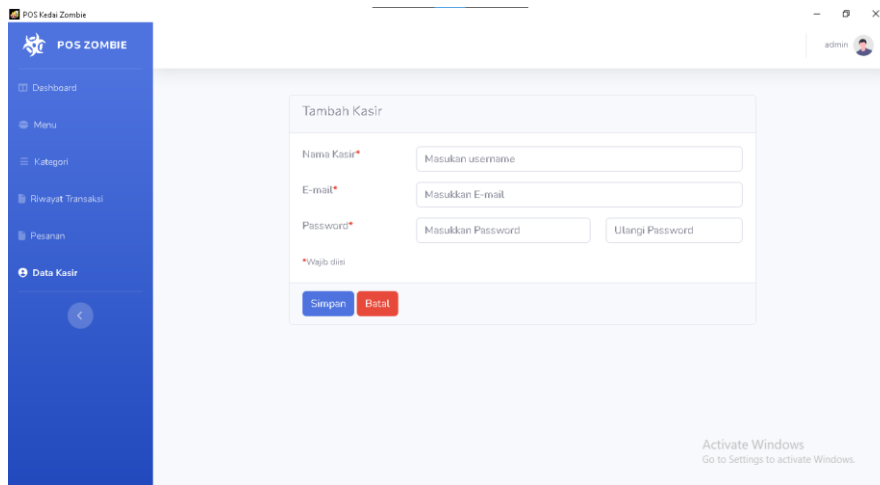 POS Kedai Zombie
POS ZOMBIE
admin
Dashboard
Menu
Kategori
Riwayat Transaksi
Pesanan
Data Kasir
Tambah Kasir
Nama Kasir*
Masukan username
E-mail*
Masukkan E-mail
Password*
Masukkan Password
Ulangi Password
*Wajib diisi
Simpan
Batal
Activate Windows
Go to Settings to activate Windows.